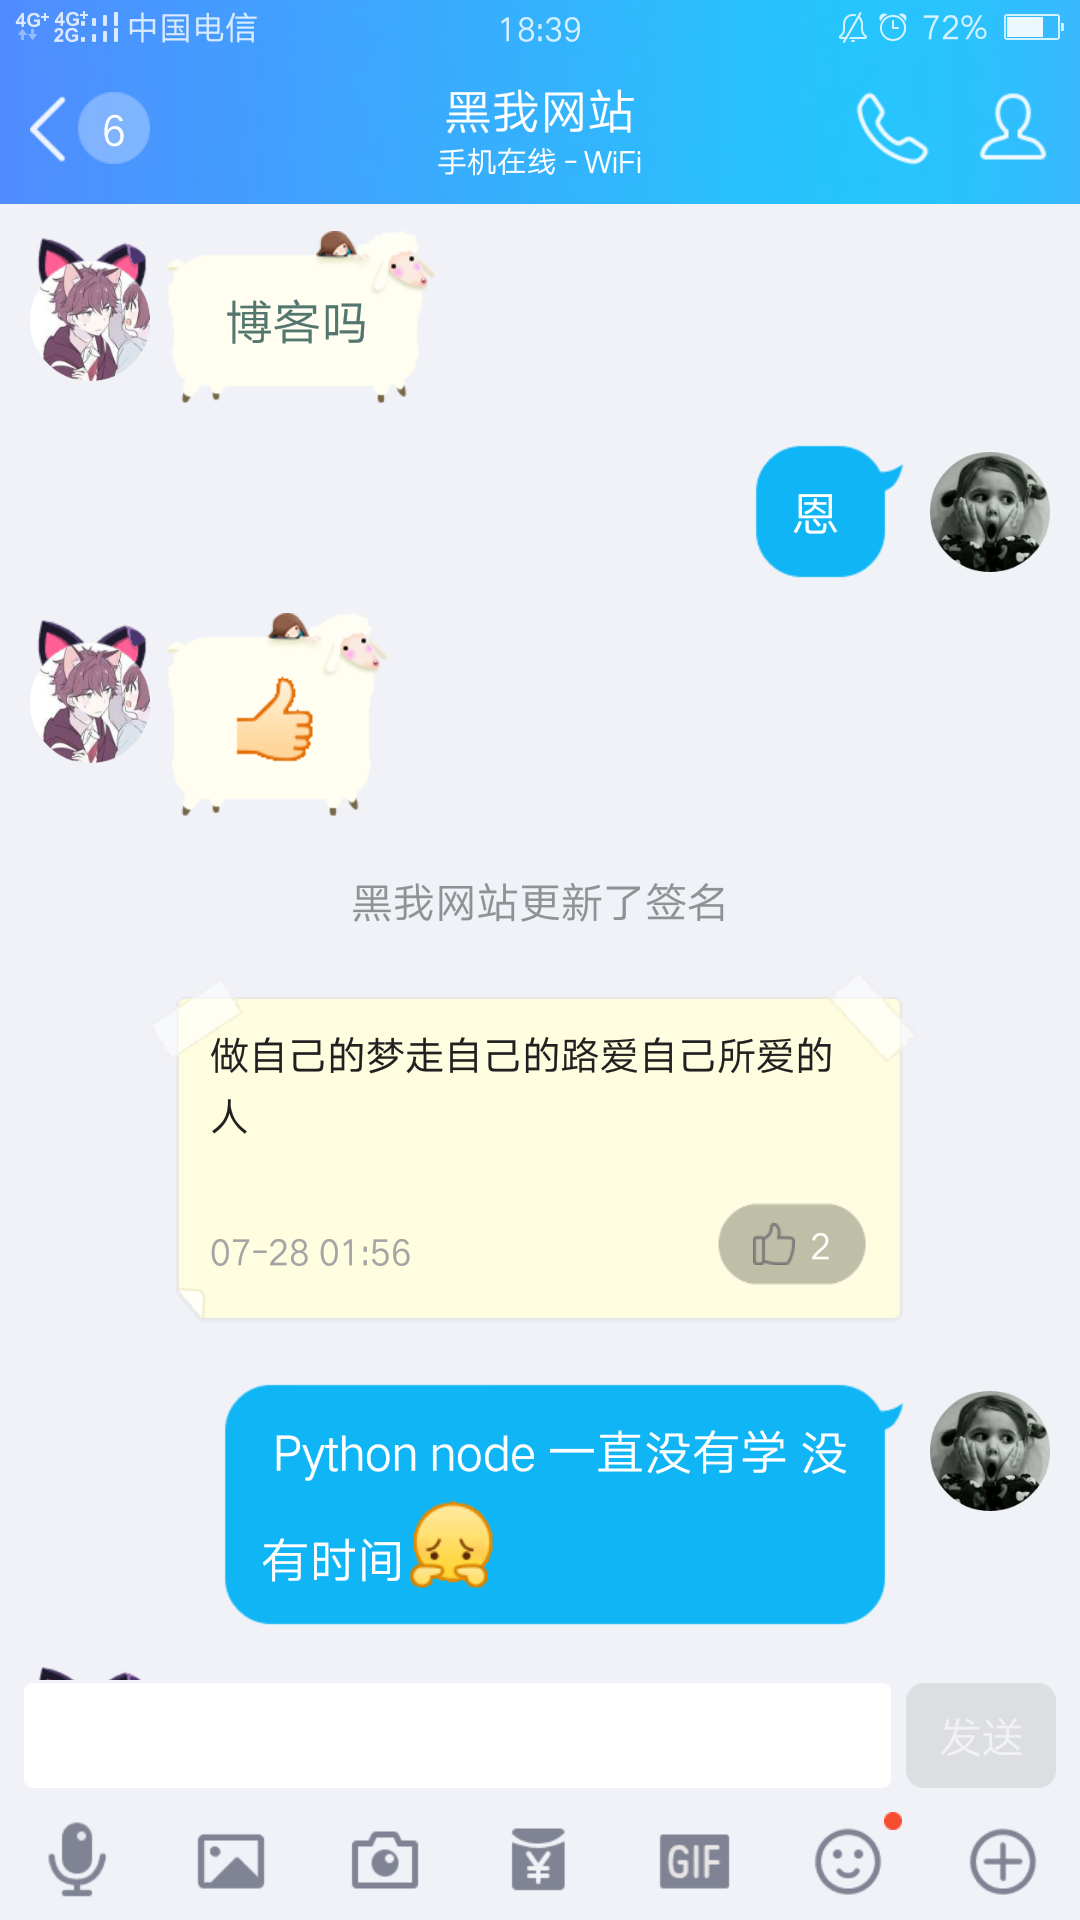 4G+ 4G+ 2G 中国电信 18:39 72%
6 黑我网站
手机在线 - WiFi
博客吗
恩
黑我网站更新了签名
做自己的梦走自己的路爱自己所爱的
人
07-28 01:56 2
Python node 一直没有学 没
有时间
发送
GIF